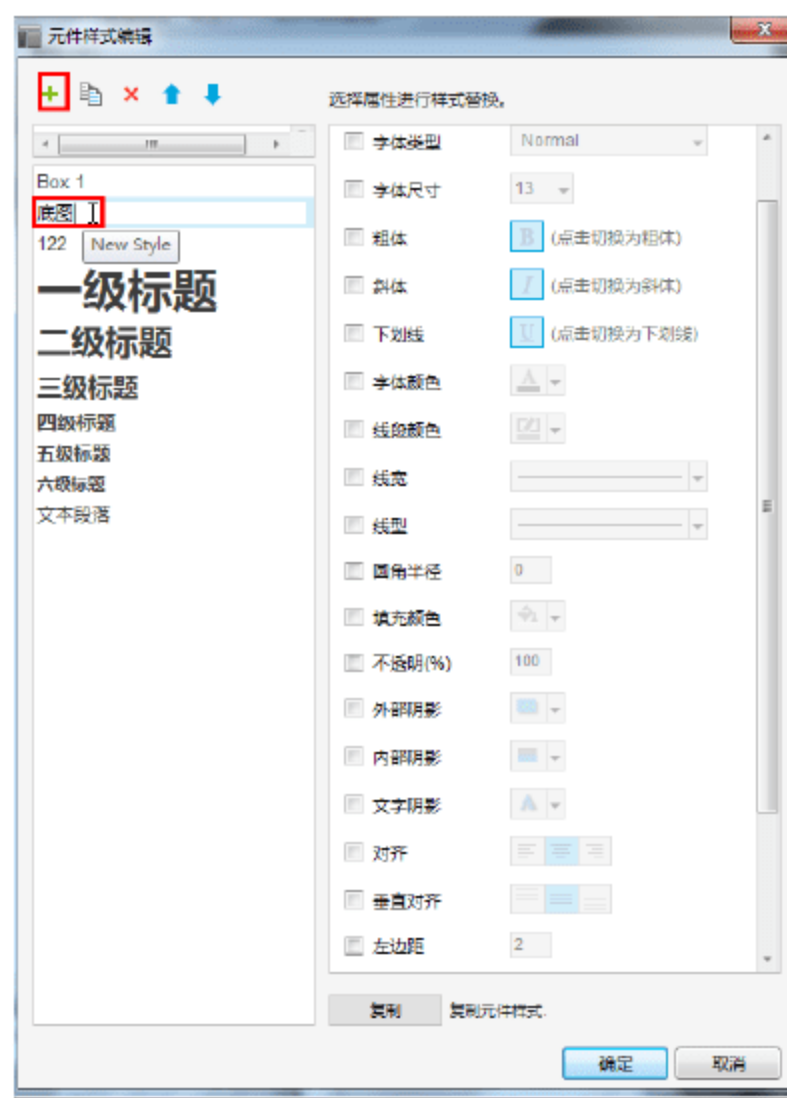 元件样式编辑
选择属性进行样式替换。
Box 1
底图
122
New Style
一级标题
二级标题
三级标题
四级标题
五级标题
六级标题
文本段落
字体类型 Normal
字体尺寸 13
粗体 B (点击切换为粗体)
斜体 I (点击切换为斜体)
下划线 U (点击切换为下划线)
字体颜色 A
线段颜色
线宽
线型
圆角半径 0
填充颜色
不透明(%) 100
外部阴影
内部阴影
文字阴影 A
对齐
垂直对齐
左边距 2
复制 复制元件样式.
确定 取消